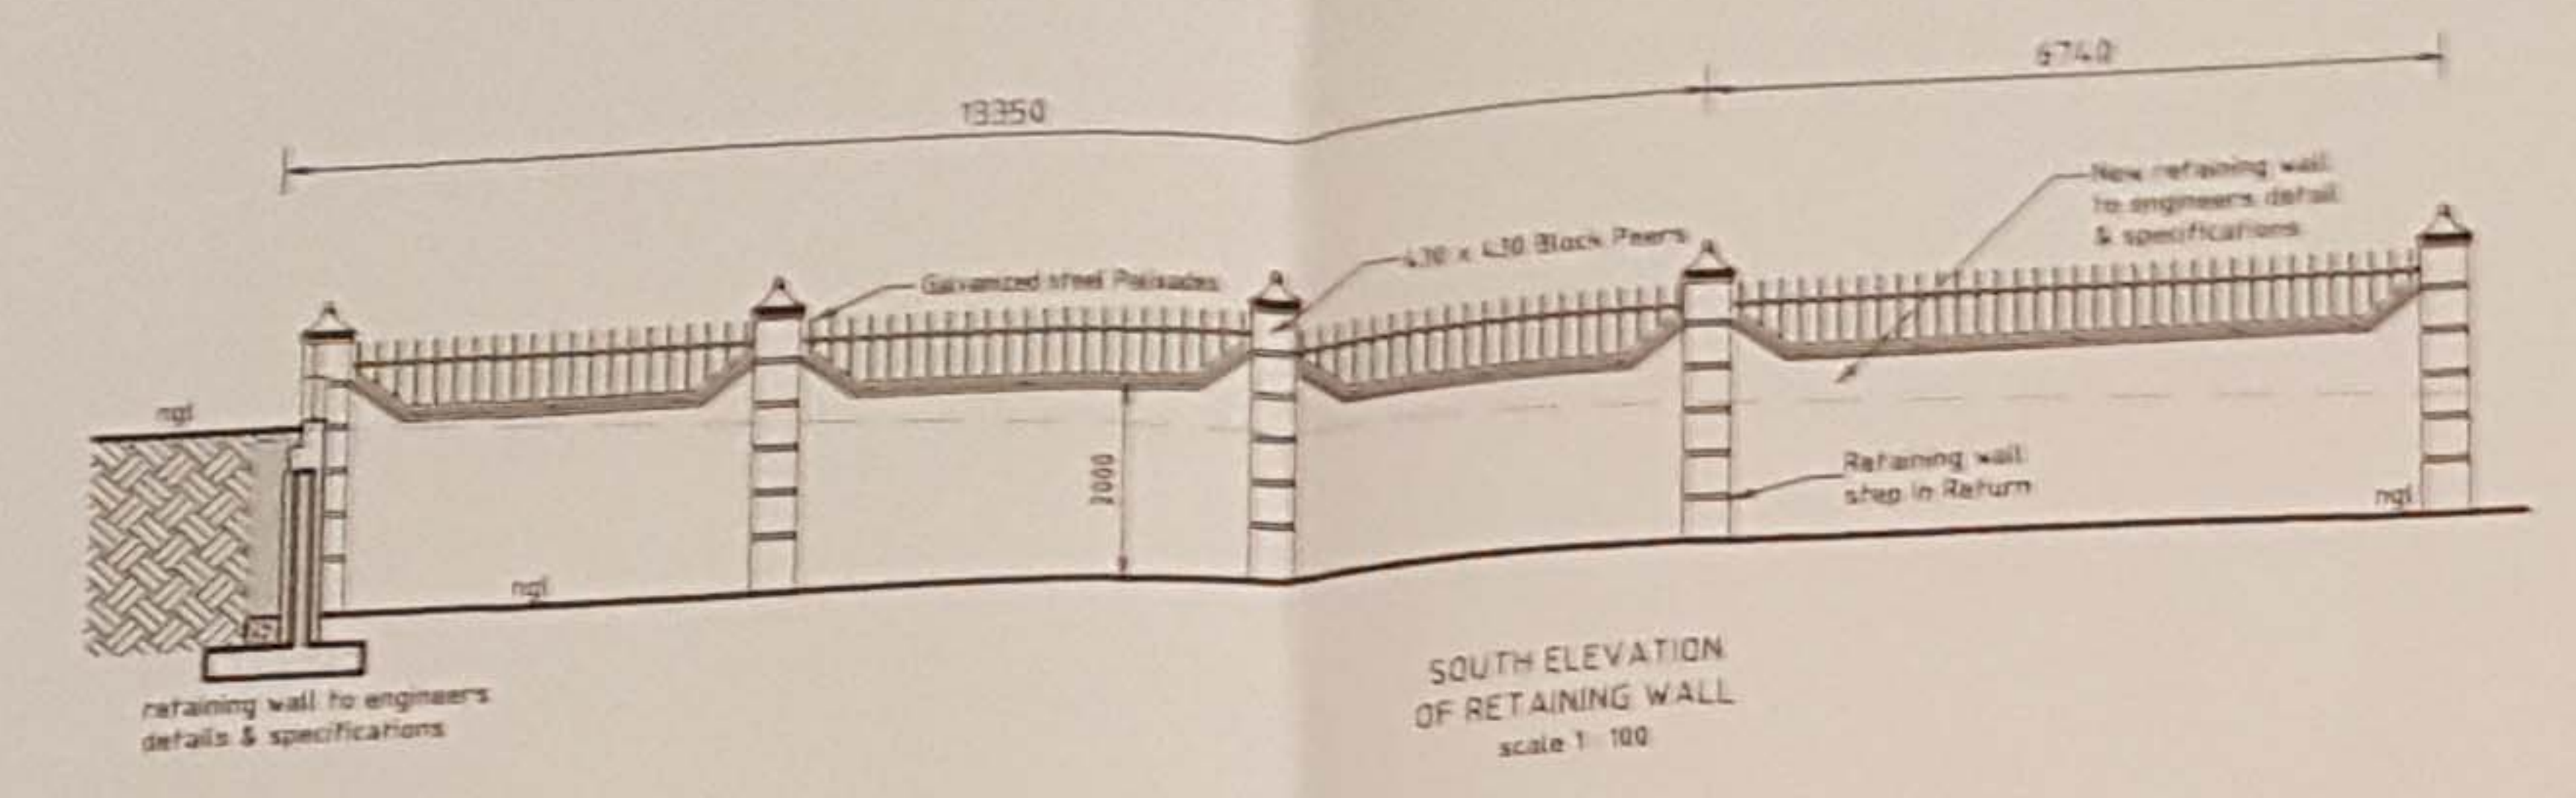 13350
6740
New retaining wall
to engineers detail
& specifications
430 x 430 Block Peers
Galvanized steel Palisades
ngl
2000
Retaining wall
step in Return
ngl
ngl
retaining wall to engineers
details & specifications
SOUTH ELEVATION
OF RETAINING WALL
scale 1 100